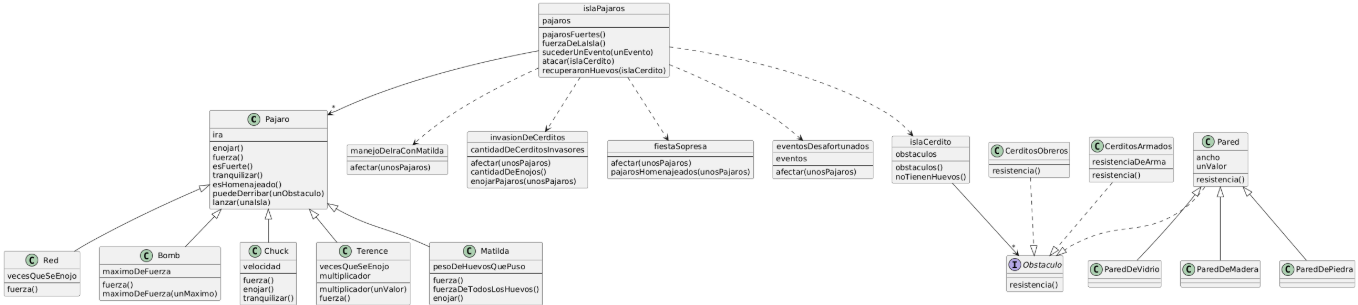 islaPajaros
pajaros
pajarosFuertes()
fuerzaDeLaIsla()
sucederUnEvento(unEvento)
atacar(islaCerdito)
recuperaronHuevos(islaCerdito)
*
C Pajaro
ira
enojar()
fuerza()
esFuerte()
tranquilizar()
esHomenajeado()
puedeDerribar(unObstaculo)
lanzar(unaIsla)
manejoDeIraConMatilda
afectar(unosPajaros)
invasionDeCerditos
cantidadDeCerditosInvasores
afectar(unosPajaros)
cantidadDeEnojos()
enojarPajaros(unosPajaros)
fiestaSopresa
afectar(unosPajaros)
pajarosHomenajeados(unosPajaros)
eventosDesafortunados
eventos
afectar(unosPajaros)
islaCerdito
obstaculos
obstaculos()
noTienenHuevos()
C CerditosObreros
resistencia()
C CerditosArmados
resistenciaDeArma
resistencia()
C Pared
ancho
unValor
resistencia()
C Red
vecesQueSeEnojo
fuerza()
C Bomb
maximoDeFuerza
fuerza()
maximoDeFuerza(unMaximo)
C Chuck
velocidad
fuerza()
enojar()
tranquilizar()
C Terence
vecesQueSeEnojo
multiplicador
multiplicador(unValor)
fuerza()
C Matilda
pesoDeHuevosQuePuso
fuerza()
fuerzaDeTodosLosHuevos()
enojar()
*
I Obstaculo
resistencia()
C ParedDeVidrio
C ParedDeMadera
C ParedDePiedra